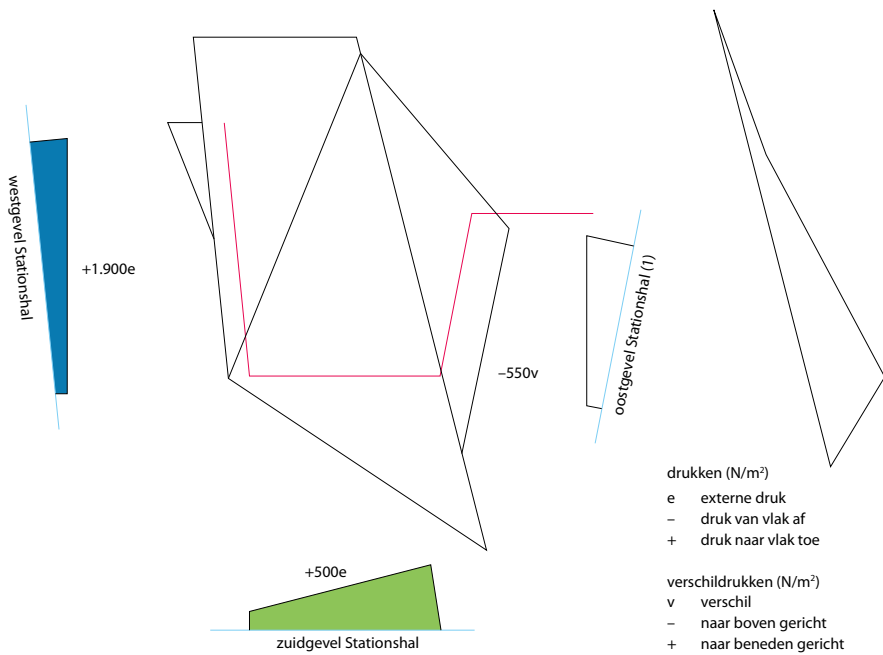 westgevel Stationshal
+1.900e
–550v
oostgevel Stationshal (1)
+500e
zuidgevel Stationshal
drukken (N/m²)
e externe druk
– druk van vlak af
+ druk naar vlak toe
verschildrukken (N/m²)
v verschil
– naar boven gericht
+ naar beneden gericht